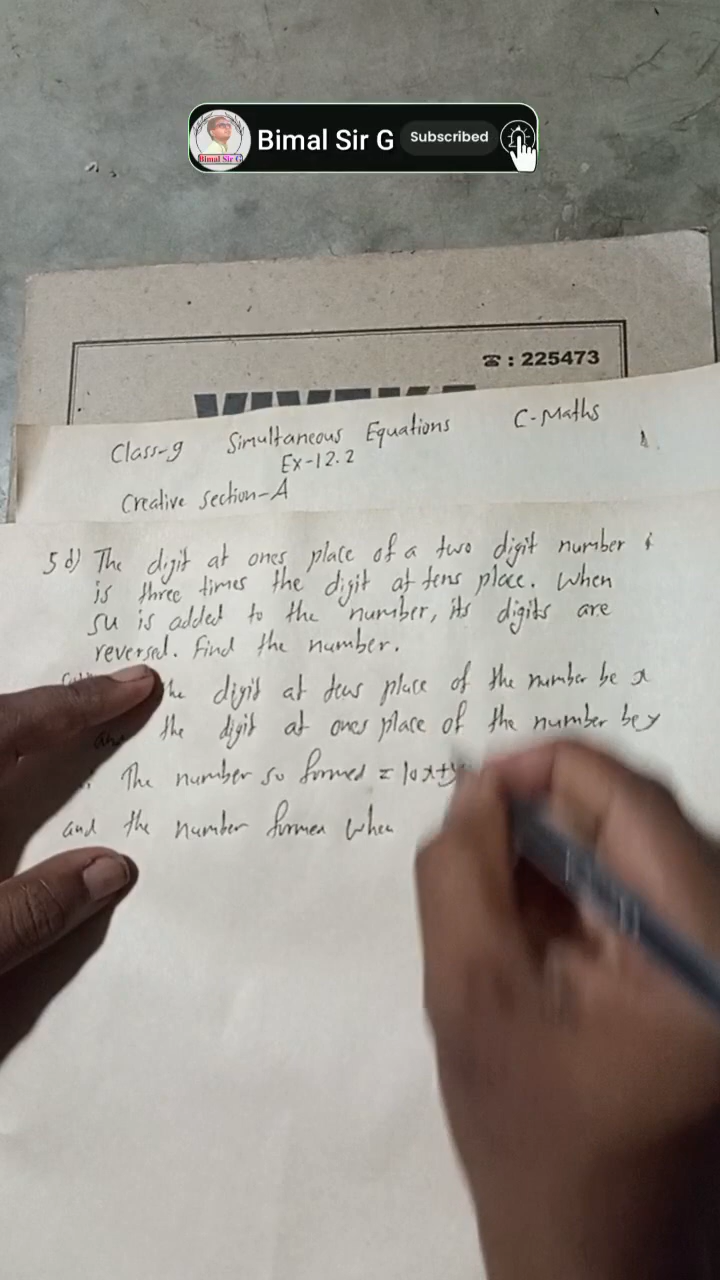 Bimal Sir G Subscribed
Bimal Sir G
☎ : 225473
Class-9 Simultaneous Equations C-Maths
Ex-12.2
Creative section-A
5 d) The digit at ones place of a two digit number
is three times the digit at tens place. When
54 is added to the number, its digits are
reversed. Find the number.
the digit at tens place of the number be x
and the digit at ones place of the number be y
The number so formed = 10x+y
and the number formed when